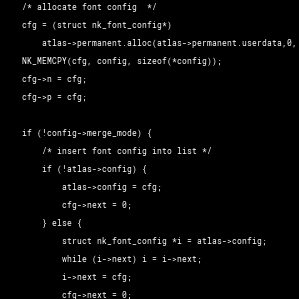 /* allocate font config  */
cfg = (struct nk_font_config*)
atlas->permanent.alloc(atlas->permanent.userdata,0,
NK_MEMCPY(cfg, config, sizeof(*config));
cfg->n = cfg;
cfg->p = cfg;
if (!config->merge_mode) {
/* insert font config into list */
if (!atlas->config) {
atlas->config = cfg;
cfg->next = 0;
} else {
struct nk_font_config *i = atlas->config;
while (i->next) i = i->next;
i->next = cfg;
cfg->next = 0;